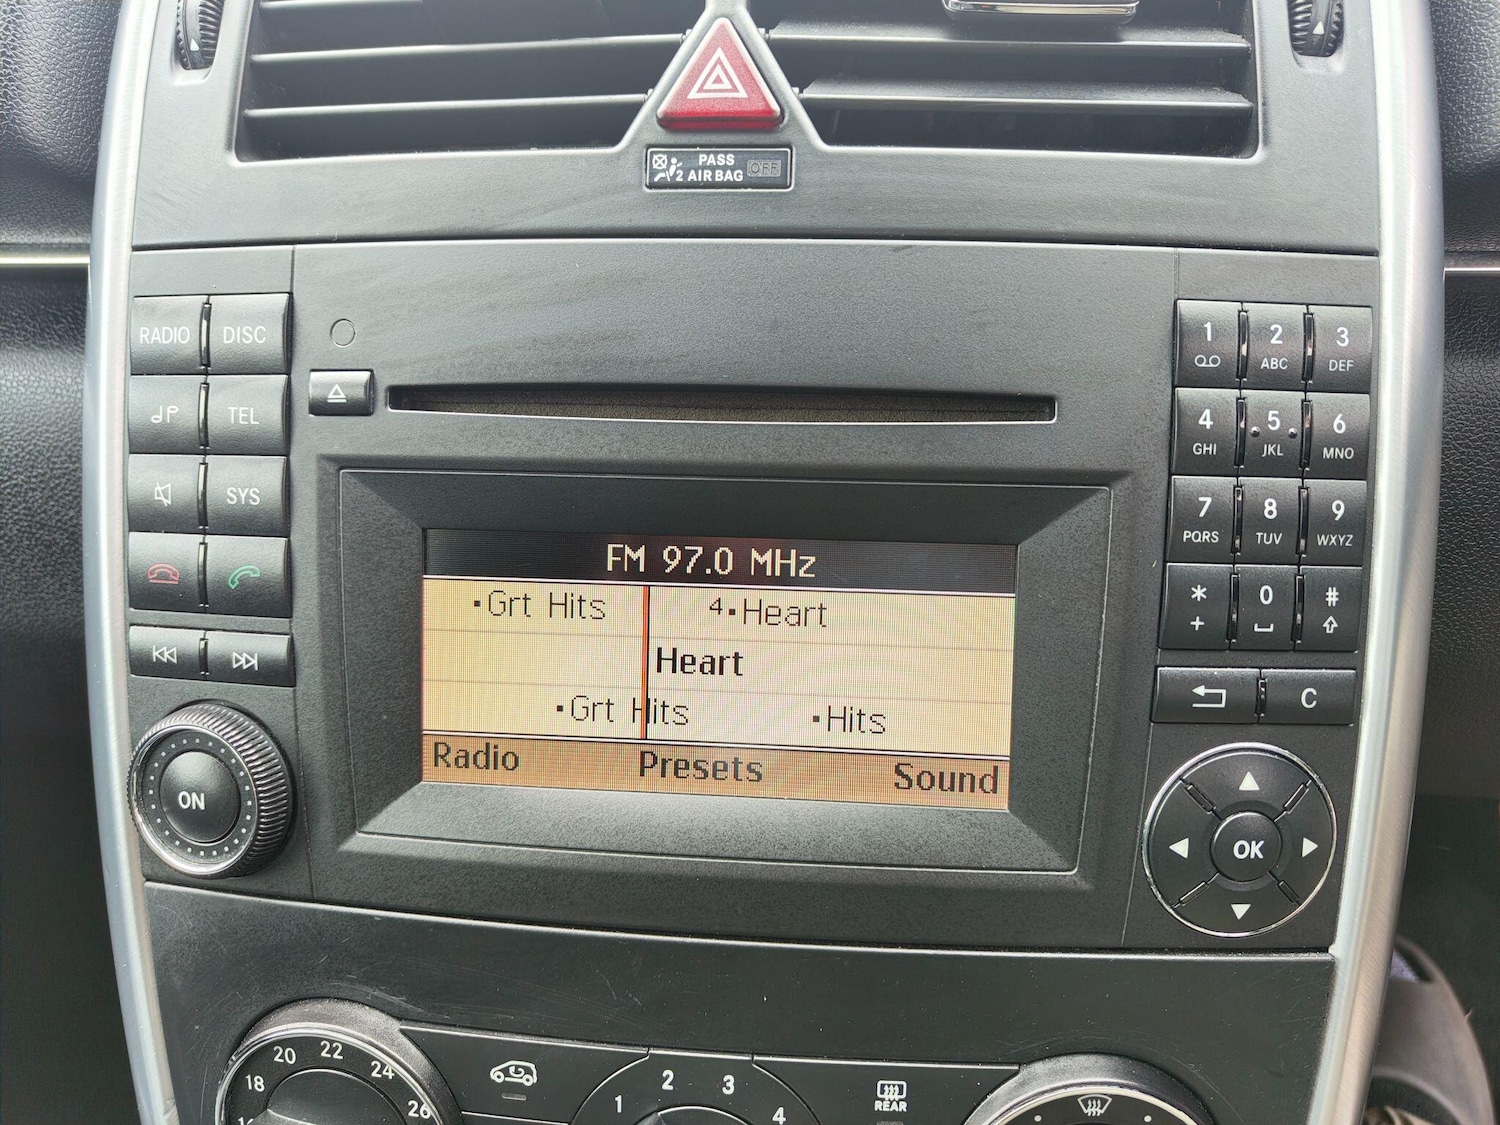 PASS
2 AIRBAG OFF
RADIO DISC
TEL
SYS
ON
FM 97.0 MHz
Grt Hits 4 Heart
Heart
Grt Hits Hits
Radio Presets Sound
1 2 3
ABC DEF
4 5 6
GHI JKL MNO
7 8 9
PQRS TUV WXYZ
* 0 #
+
C
OK
18 20 22 24 26
1 2 3 4
REAR